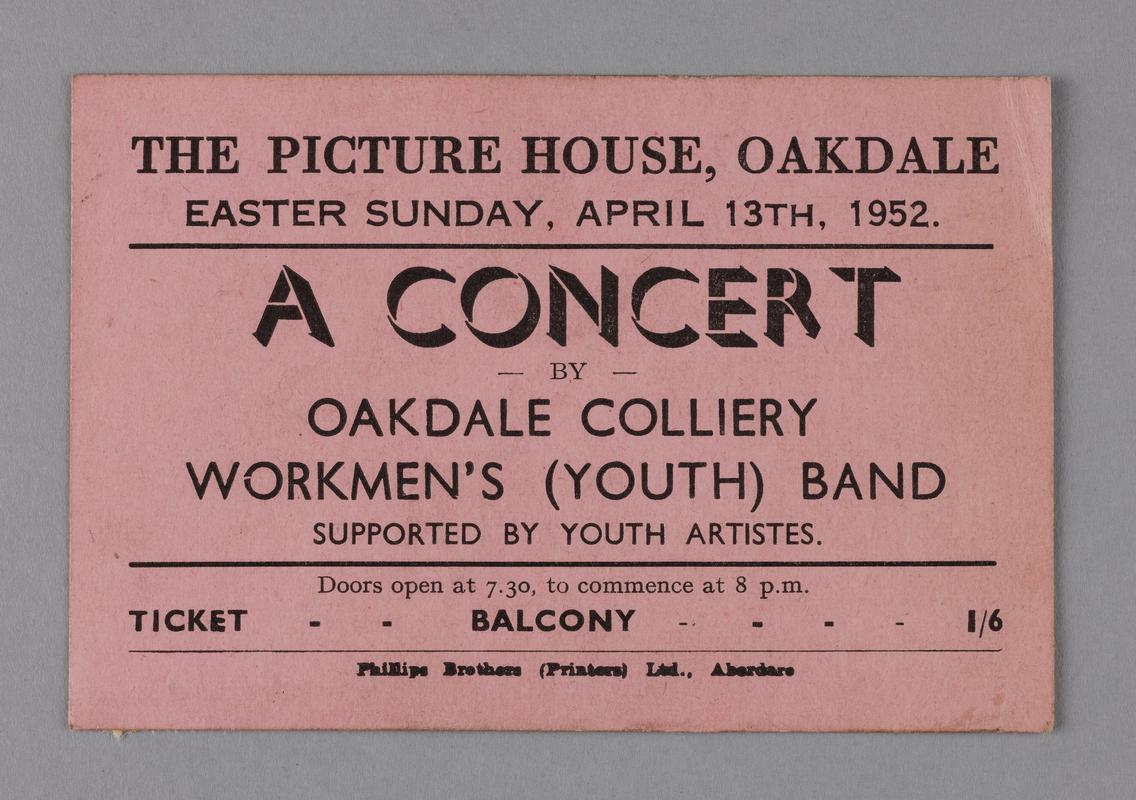 THE PICTURE HOUSE, OAKDALE
EASTER SUNDAY, APRIL 13TH, 1952.
A CONCERT
— BY —
OAKDALE COLLIERY
WORKMEN'S (YOUTH) BAND
SUPPORTED BY YOUTH ARTISTES.
Doors open at 7.30, to commence at 8 p.m.
TICKET - - BALCONY - - - - 1/6
Phillips Brothers (Printers) Ltd., Aberdare